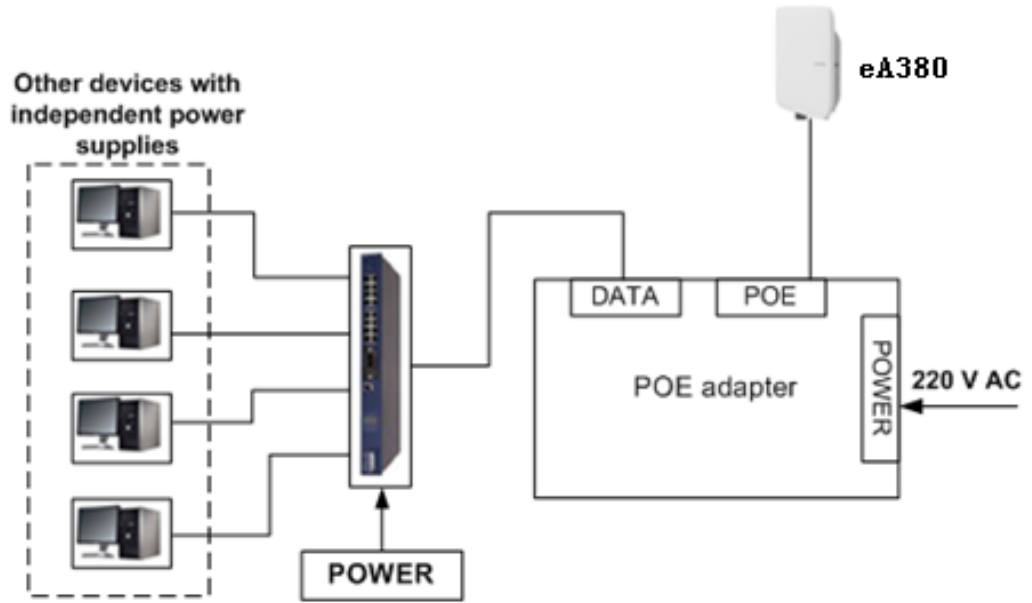 eA380
Other devices with
independent power
supplies
DATA
POE
POWER
220 V AC
POE adapter
POWER